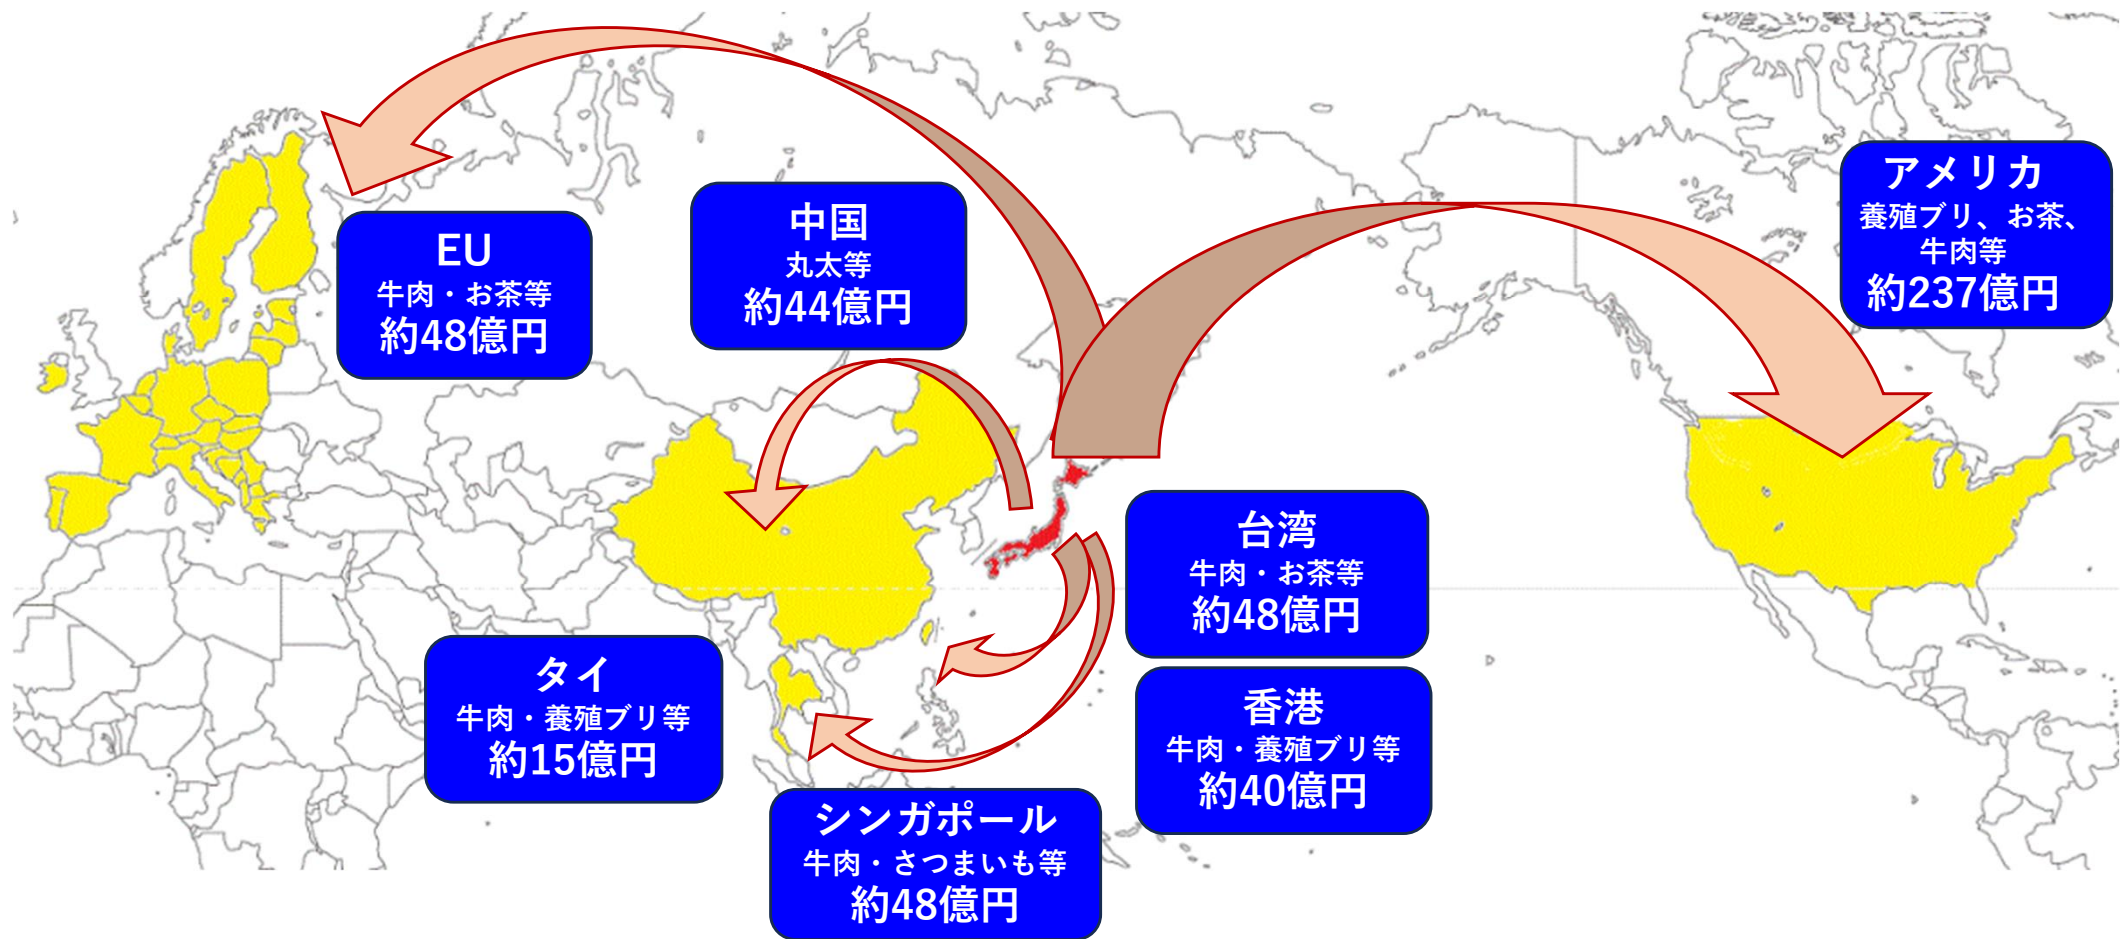 EU
牛肉・お茶等
約48億円
中国
丸太等
約44億円
アメリカ
養殖ブリ、お茶、
牛肉等
約237億円
台湾
牛肉・お茶等
約48億円
タイ
牛肉・養殖ブリ等
約15億円
香港
牛肉・養殖ブリ等
約40億円
シンガポール
牛肉・さつまいも等
約48億円